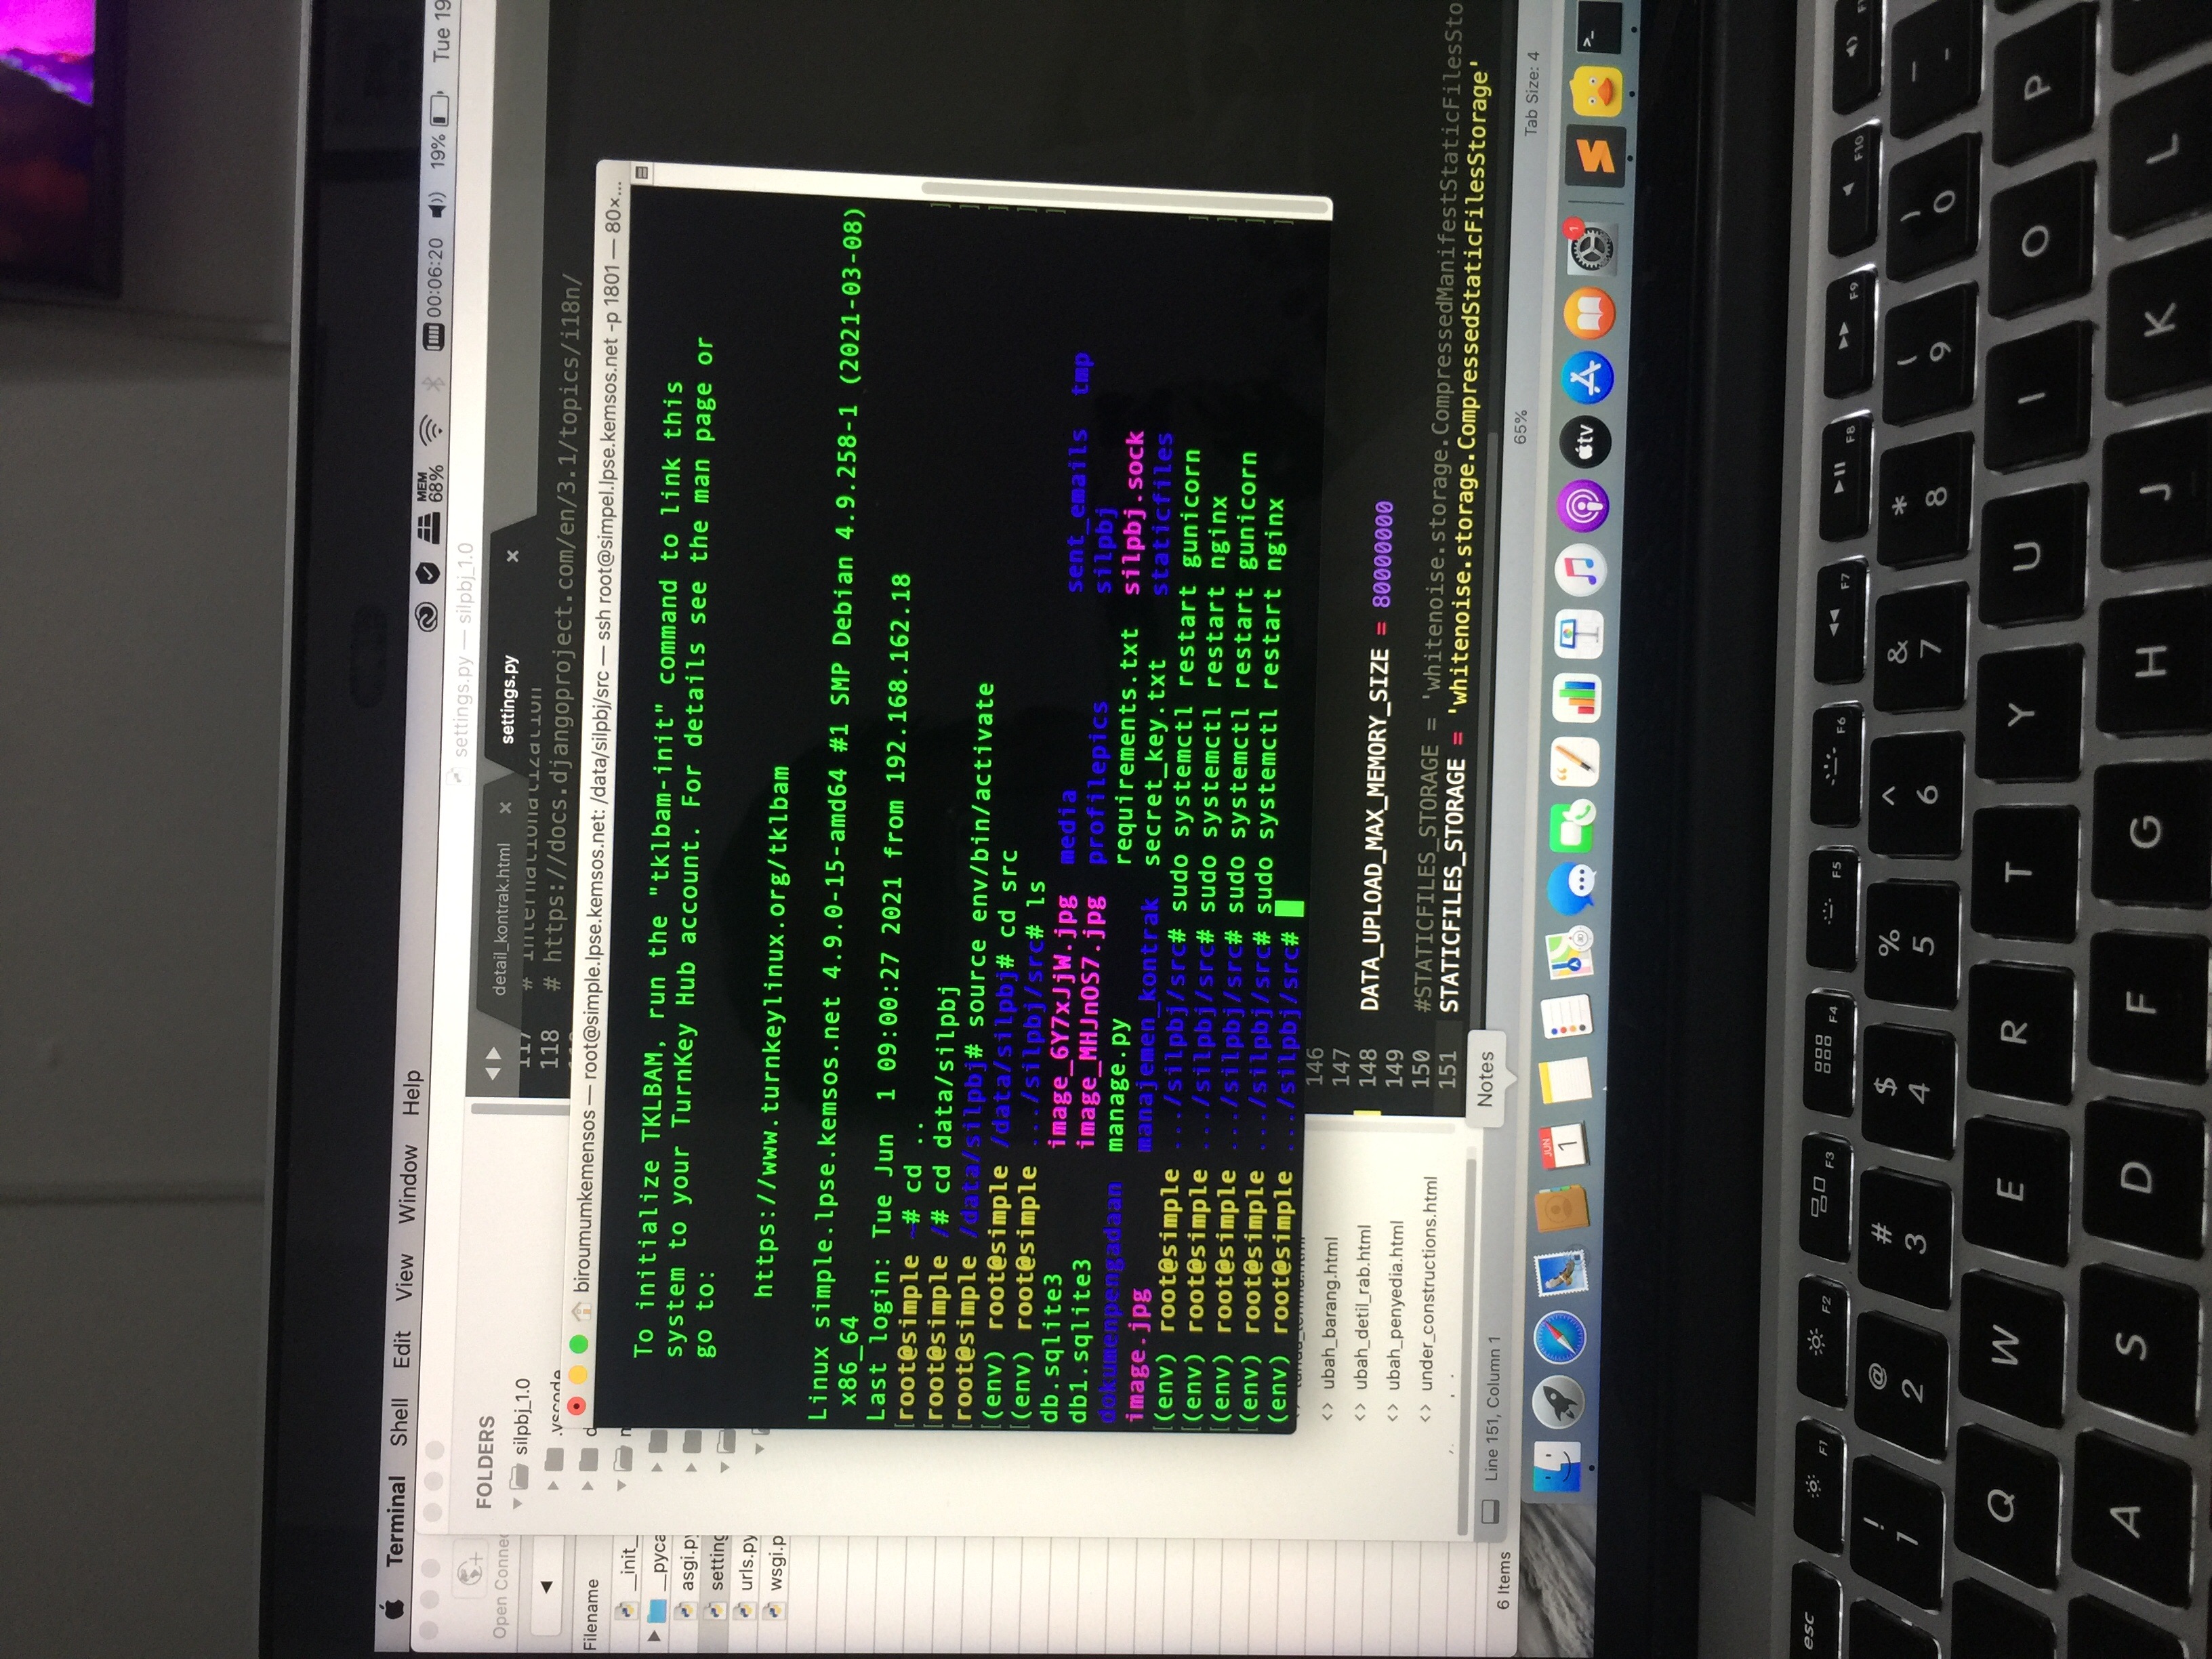 Terminal Shell Edit View Window Help
MEM
68%
00:06:20
19%
Tue 19
settings.py — silpbj_1.0
Open Connec
FOLDERS
silpbj_1.0
.vscode
detail_kontrak.html
settings.py
117 # Internationalization
118 # https://docs.djangoproject.com/en/3.1/topics/i18n/
Filename
__init_
__pyca
asgi.py
setting
urls.py
wsgi.p
biroumumkemensos — root@simple.lpse.kemsos.net: /data/silpbj/src — ssh root@simpel.lpse.kemsos.net -p 1801 — 80×...
To initialize TKLBAM, run the "tklbam-init" command to link this
system to your TurnKey Hub account. For details see the man page or
go to:
https://www.turnkeylinux.org/tklbam
Linux simple.lpse.kemsos.net 4.9.0-15-amd64 #1 SMP Debian 4.9.258-1 (2021-03-08)
x86_64
Last login: Tue Jun  1 09:00:27 2021 from 192.168.162.18
[root@simple ~# cd ..
[root@simple /# cd data/silpbj
[root@simple /data/silpbj# source env/bin/activate
[(env) root@simple /data/silpbj# cd src
[(env) root@simple .../silpbj/src# ls
db.sqlite3 image_6Y7xJjW.jpg media sent_emails tmp
db1.sqlite3 image_MHJnOS7.jpg profilepics silpbj
dokumenpengadaan manage.py requirements.txt silpbj.sock
image.jpg manajemen_kontrak secret_key.txt staticfiles
[(env) root@simple .../silpbj/src# sudo systemctl restart gunicorn
[(env) root@simple .../silpbj/src# sudo systemctl restart nginx
[(env) root@simple .../silpbj/src# sudo systemctl restart gunicorn
[(env) root@simple .../silpbj/src# sudo systemctl restart nginx
(env) root@simple .../silpbj/src#
ubah_barang.html
ubah_detil_rab.html
ubah_penyedia.html
under_constructions.html
146
147
148 DATA_UPLOAD_MAX_MEMORY_SIZE = 80000000
149
150 #STATICFILES_STORAGE = 'whitenoise.storage.CompressedManifestStaticFilesSto
151 STATICFILES_STORAGE = 'whitenoise.storage.CompressedStaticFilesStorage'
6 Items
Line 151, Column 1
Notes
65%
Tab Size: 4
JUN
1
tv
1
esc F1 F2 F3 F4 F5 F6 F7 F8 F9 F10
! @ # $ % ^ & * ( ) —
1 2 3 4 5 6 7 8 9 0 -
Q W E R T Y U I O P
A S D F G H J K L